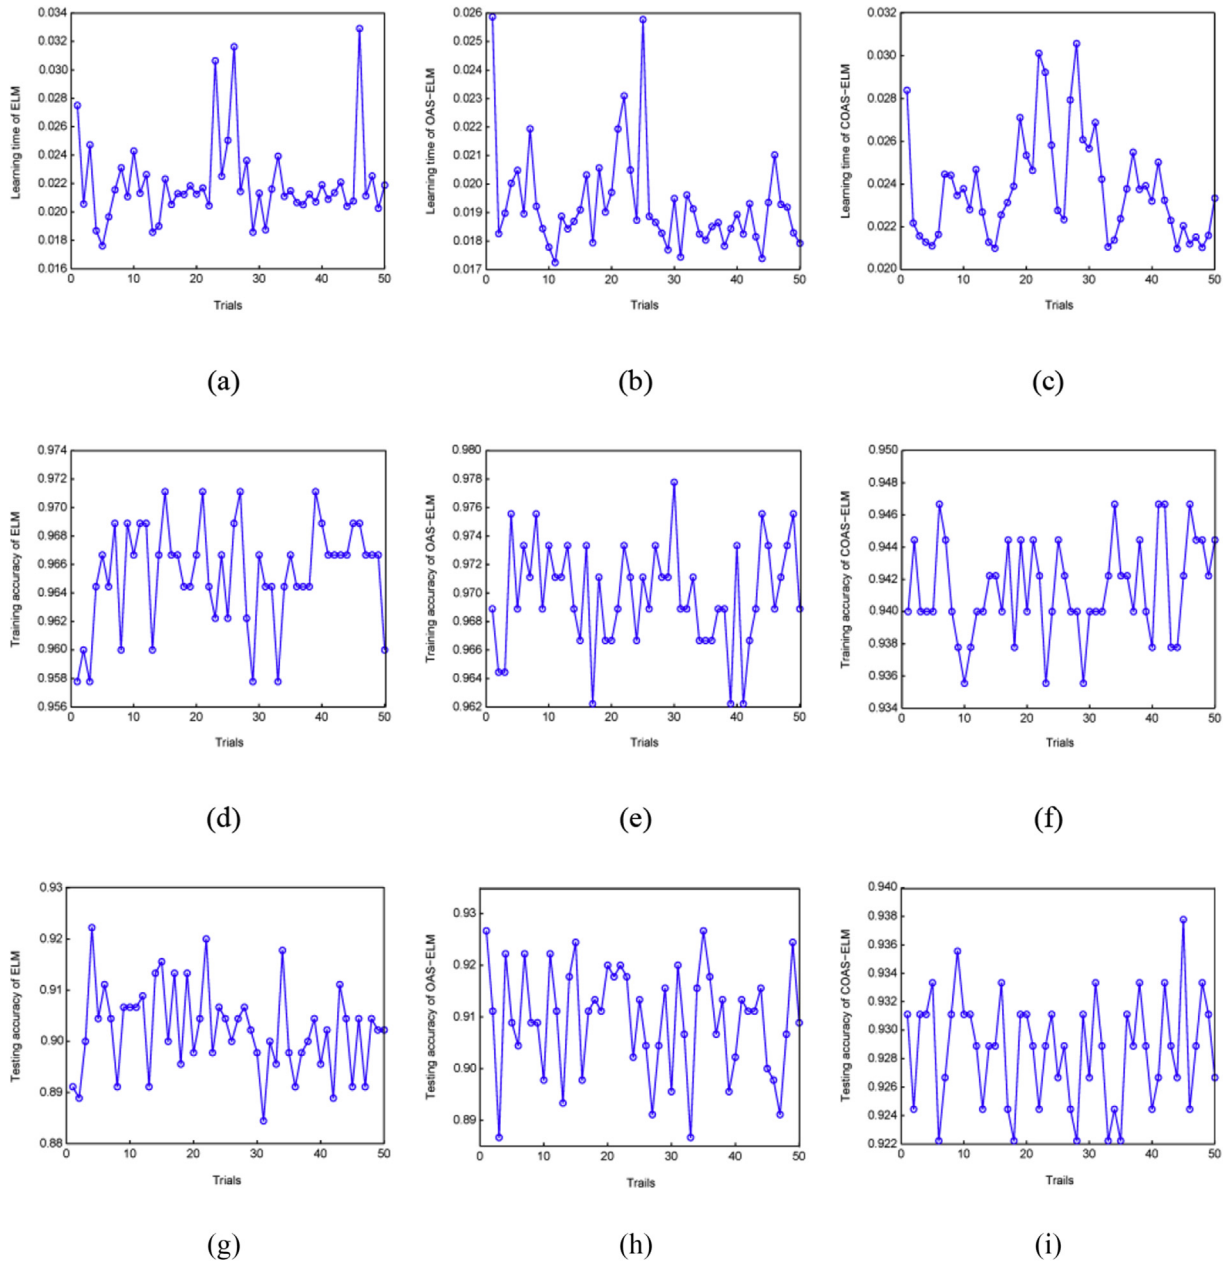 0.034
0.032
0.030
0.028
0.026
0.024
0.022
0.020
0.018
0.016
Learning time of ELM
0 10 20 30 40 50
Trials
(a)
0.026
0.025
0.024
0.023
0.022
0.021
0.020
0.019
0.018
0.017
Learning time of OAS-ELM
0 10 20 30 40 50
Trials
(b)
0.032
0.030
0.028
0.026
0.024
0.021
0.020
Learning time of COAS-ELM
0 10 20 30 40 50
Trials
(c)
0.974
0.972
0.970
0.968
0.966
0.964
0.962
0.960
0.958
0.956
Training accuracy of ELM
0 10 20 30 40 50
Trials
(d)
0.980
0.978
0.976
0.974
0.972
0.970
0.968
0.966
0.964
0.962
Training accuracy of OAS-ELM
0 10 20 30 40 50
Trials
(e)
0.950
0.948
0.946
0.944
0.942
0.940
0.938
0.936
0.934
Training accuracy of COAS-ELM
0 10 20 30 40 50
Trials
(f)
0.93
0.92
0.91
0.90
0.89
0.88
Testing accuracy of ELM
0 10 20 30 40 50
Trials
(g)
0.93
0.92
0.91
0.90
0.89
Testing accuracy of OAS-ELM
0 10 20 30 40 50
Trails
(h)
0.940
0.938
0.936
0.934
0.932
0.930
0.928
0.926
0.924
0.922
Testing accuracy of COAS-ELM
0 10 20 30 40 50
Trails
(i)